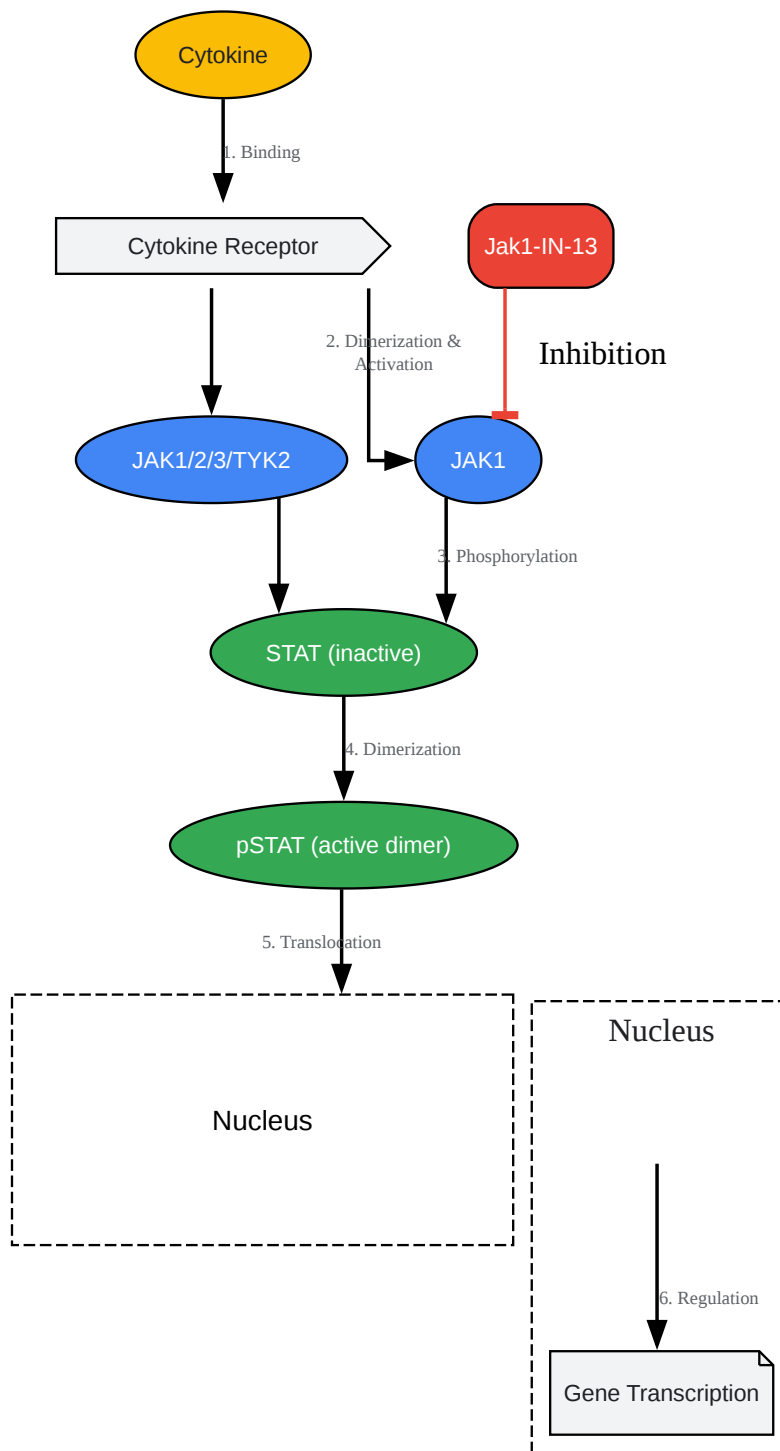 Cytokine
1. Binding
Cytokine Receptor
Jak1-IN-13
2. Dimerization &
Activation
Inhibition
JAK1/2/3/TYK2
JAK1
3. Phosphorylation
STAT (inactive)
4. Dimerization
pSTAT (active dimer)
5. Translocation
Nucleus
Nucleus
6. Regulation
Gene Transcription